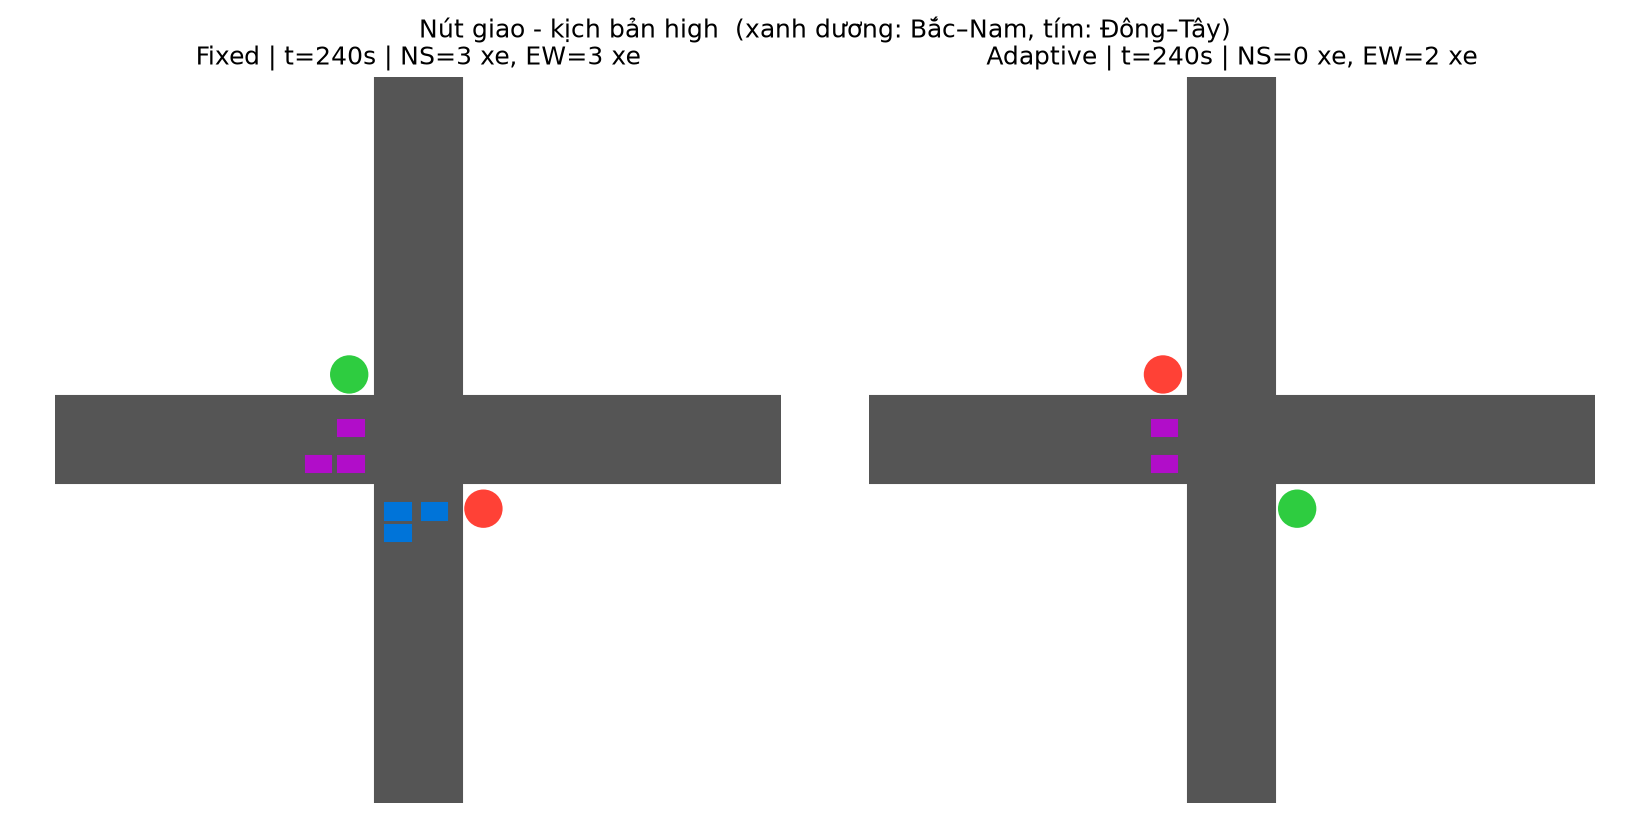 Nút giao - kịch bản high  (xanh dương: Bắc–Nam, tím: Đông–Tây)
Fixed | t=240s | NS=3 xe, EW=3 xe
Adaptive | t=240s | NS=0 xe, EW=2 xe